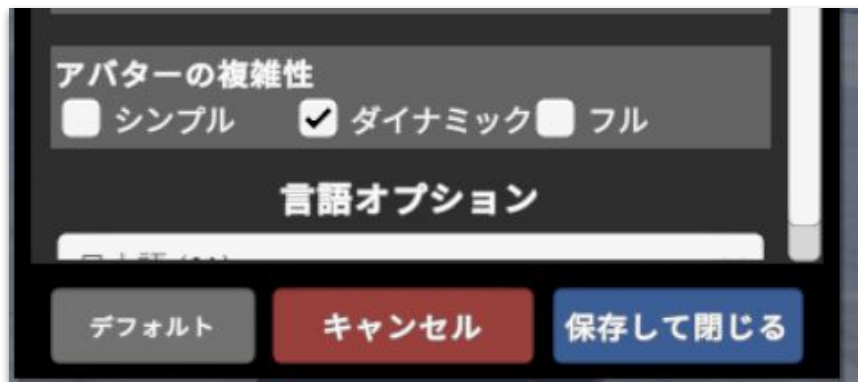 アバターの複雑性
シンプル ダイナミック フル
言語オプション
デフォルト キャンセル 保存して閉じる